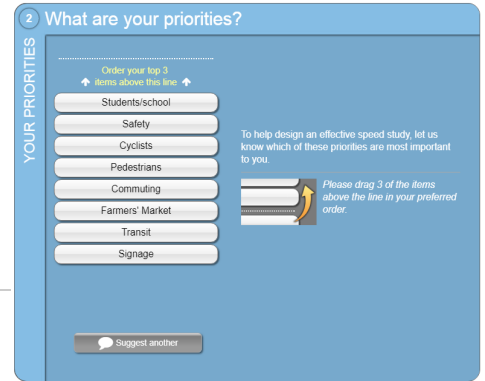 2 What are your priorities?
YOUR PRIORITIES
Order your top 3
items above this line
Students/school
Safety
Cyclists
Pedestrians
Commuting
Farmers' Market
Transit
Signage
Suggest another
To help design an effective speed study, let us
know which of these priorities are most important
to you.
Please drag 3 of the items
above the line in your preferred
order.